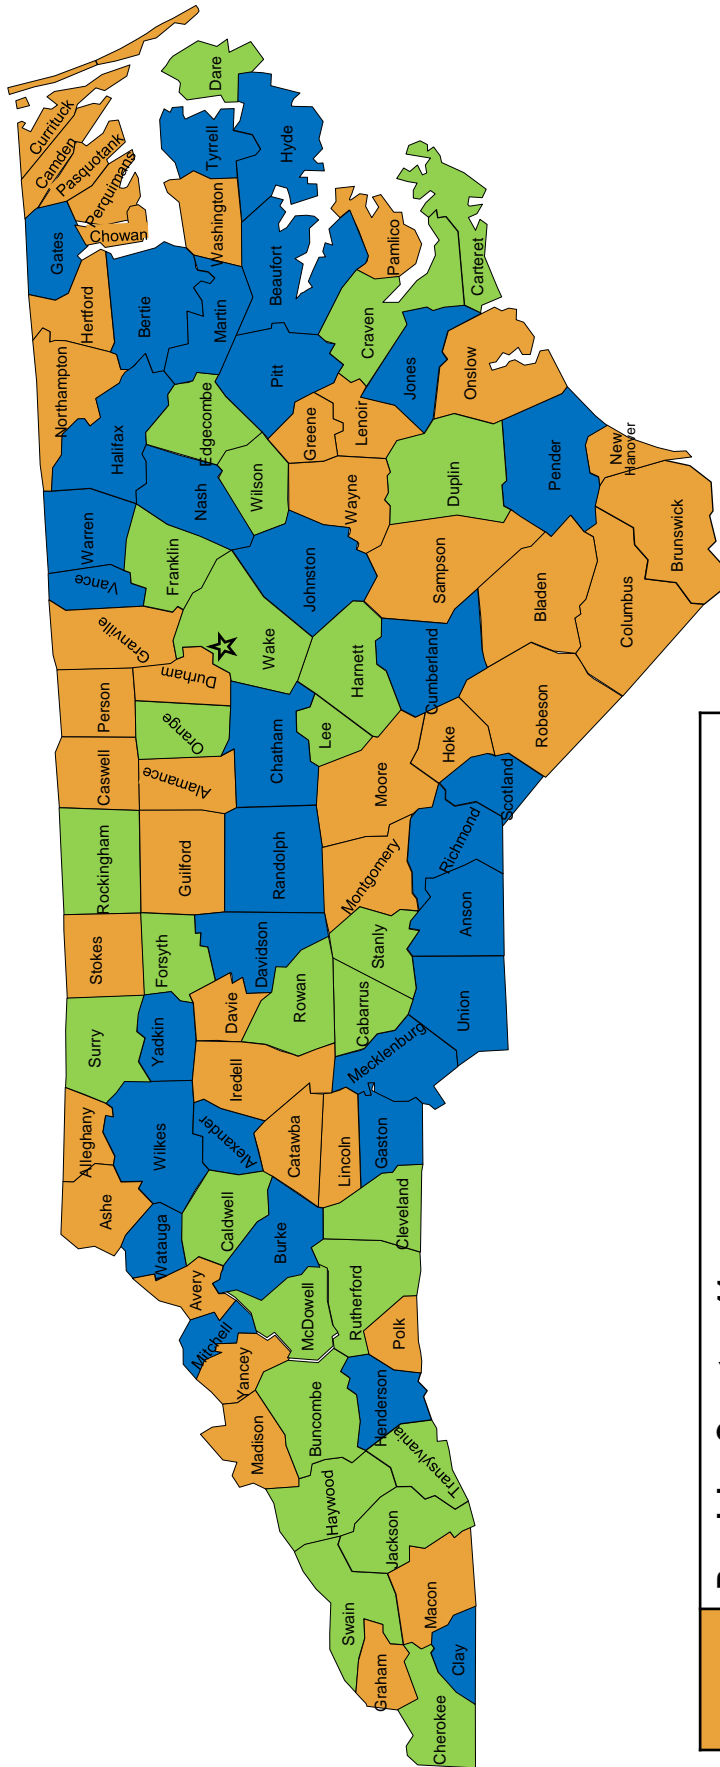 Currituck
Camden
Pasquotank
Perquimans
Chowan
Gates
Hertford
Northampton
Bertie
Halifax
Martin
Washington
Tyrrell
Dare
Hyde
Beaufort
Pitt
Edgecombe
Nash
Wilson
Warren
Vance
Franklin
Granville
Wake
Durham
Person
Orange
Caswell
Alamance
Rockingham
Guilford
Stokes
Forsyth
Surry
Yadkin
Alleghany
Ashe
Wilkes
Watauga
Alexander
Caldwell
Avery
Mitchell
Yancey
Madison
Buncombe
McDowell
Burke
Catawba
Iredell
Davie
Davidson
Rowan
Randolph
Chatham
Lee
Harnett
Johnston
Wayne
Greene
Lenoir
Craven
Pamlico
Carteret
Jones
Onslow
Duplin
Pender
New
Hanover
Brunswick
Columbus
Bladen
Sampson
Cumberland
Robeson
Hoke
Scotland
Moore
Montgomery
Richmond
Anson
Stanly
Cabarrus
Union
Mecklenburg
Gaston
Lincoln
Cleveland
Rutherford
Polk
Henderson
Transylvania
Haywood
Jackson
Swain
Macon
Graham
Clay
Cherokee